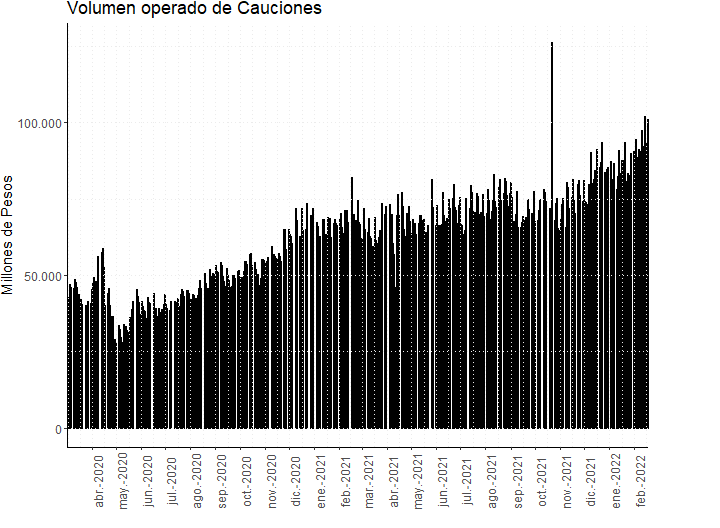 Volumen operado de Cauciones
Millones de Pesos
100.000
50.000
0
abr.-2020
may.-2020
jun.-2020
jul.-2020
ago.-2020
sep.-2020
oct.-2020
nov.-2020
dic.-2020
ene.-2021
feb.-2021
mar.-2021
abr.-2021
may.-2021
jun.-2021
jul.-2021
ago.-2021
sep.-2021
oct.-2021
nov.-2021
dic.-2021
ene.-2022
feb.-2022